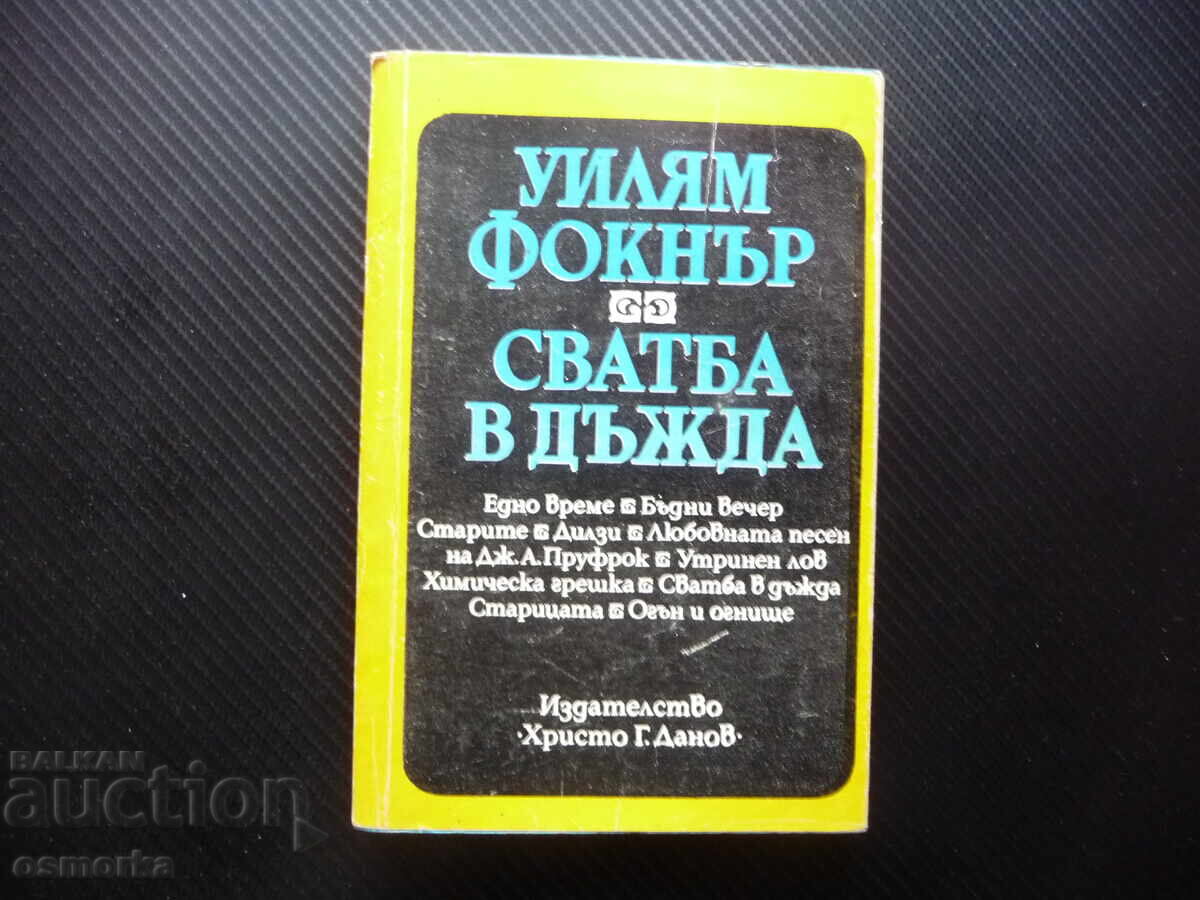 УИЛЯМ
ФОКНЪР
СВАТБА
В ДЪЖДА
Едно време Бъдни вечер
Старите Дилзи Любовната песен
на Дж. А. Пруфрок Утринен лов
Химическа грешка Сватба в дъжда
Старицата Огън и огнище
Издателство
·Христо Г. Данов·
BALKAN
auction
osmorka